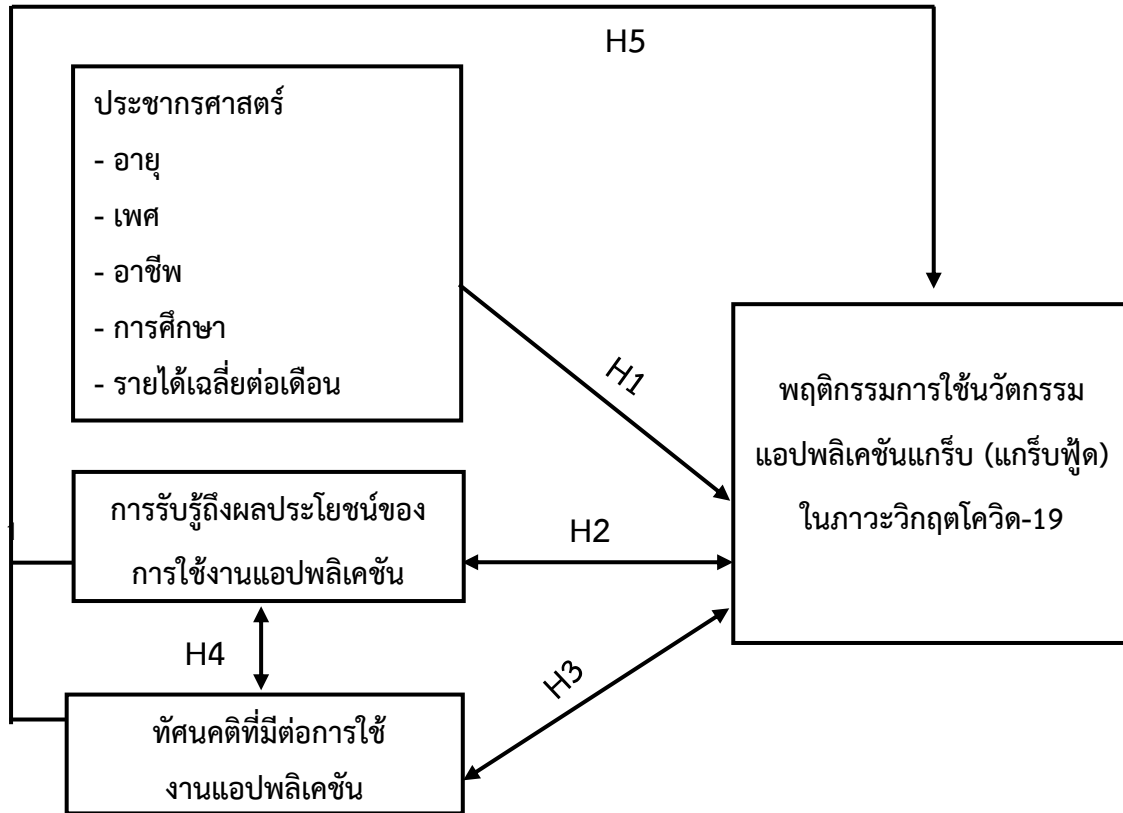 H5
ประชากรศาสตร์
- อายุ
- เพศ
- อาชีพ
- การศึกษา
- รายได้เฉลี่ยต่อเดือน
H1
พฤติกรรมการใช้นวัตกรรม
แอปพลิเคชันแกร็บ (แกร็บฟู้ด)
ในภาวะวิกฤตโควิด-19
การรับรู้ถึงผลประโยชน์ของ
การใช้งานแอปพลิเคชัน
H2
H4
H3
ทัศนคติที่มีต่อการใช้
งานแอปพลิเคชัน